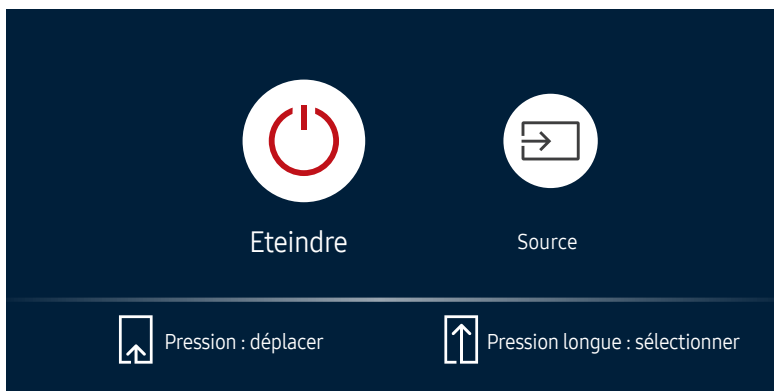 Eteindre
Source
Pression : déplacer
Pression longue : sélectionner